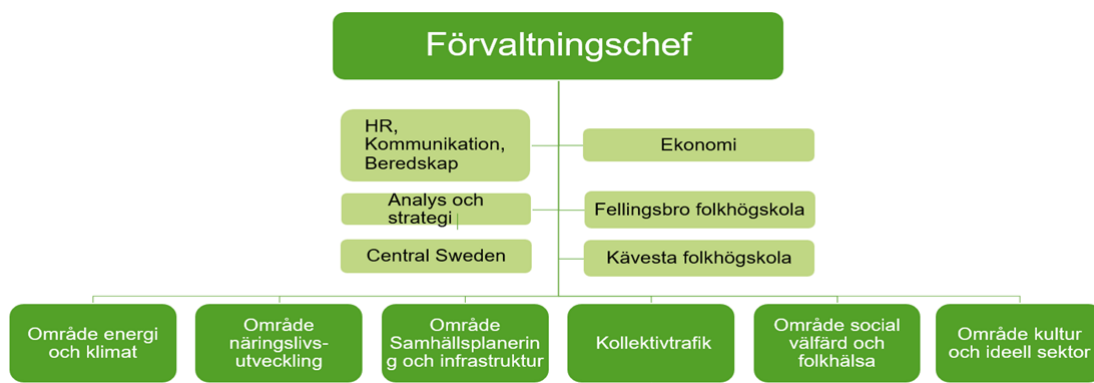 Förvaltningschef
HR,
Kommunikation,
Beredskap
Ekonomi
Analys och
strategi
Fellingsbro folkhögskola
Central Sweden
Kävesta folkhögskola
Område energi
och klimat
Område
näringslivs-
utveckling
Område
Samhällsplanerin
g och infrastruktur
Kollektivtrafik
Område social
välfärd och
folkhälsa
Område kultur
och ideell sektor